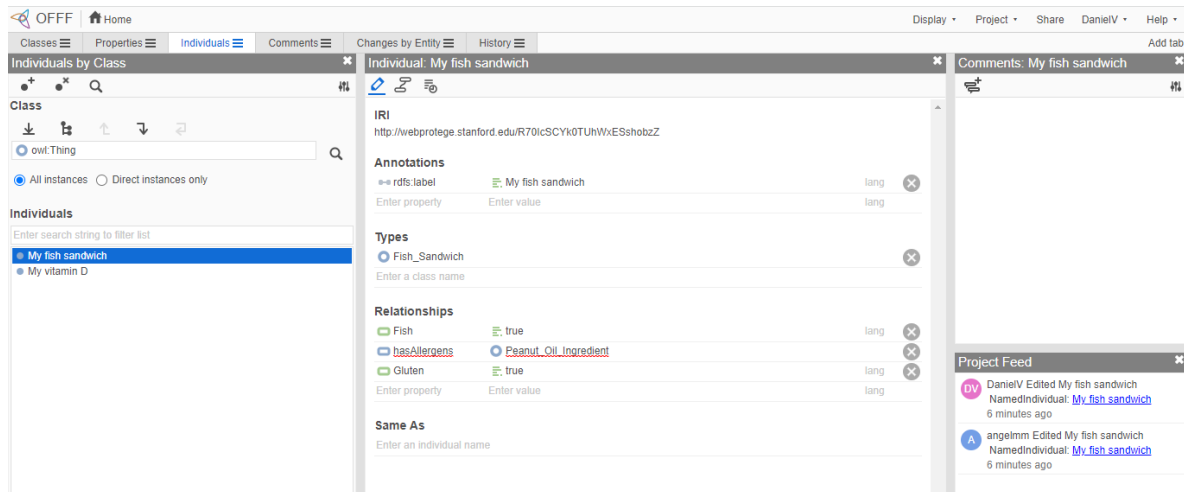 OFFF Home Display Project Share DanielV Help
Classes Properties Individuals Comments Changes by Entity History Add tab
Individuals by Class
Class
owl:Thing
All instances Direct instances only
Individuals
Enter search string to filter list
My fish sandwich
My vitamin D
Individual: My fish sandwich
IRI
http://webprotege.stanford.edu/R70lcSCYk0TUhWxESshobzZ
Annotations
rdfs:label My fish sandwich lang
Enter property Enter value lang
Types
Fish_Sandwich
Enter a class name
Relationships
Fish true lang
hasAllergens Peanut_Oil_Ingredient
Gluten true lang
Enter property Enter value lang
Same As
Enter an individual name
Comments: My fish sandwich
Project Feed
DV DanielV Edited My fish sandwich
NamedIndividual: My fish sandwich
6 minutes ago
A angelmm Edited My fish sandwich
NamedIndividual: My fish sandwich
6 minutes ago